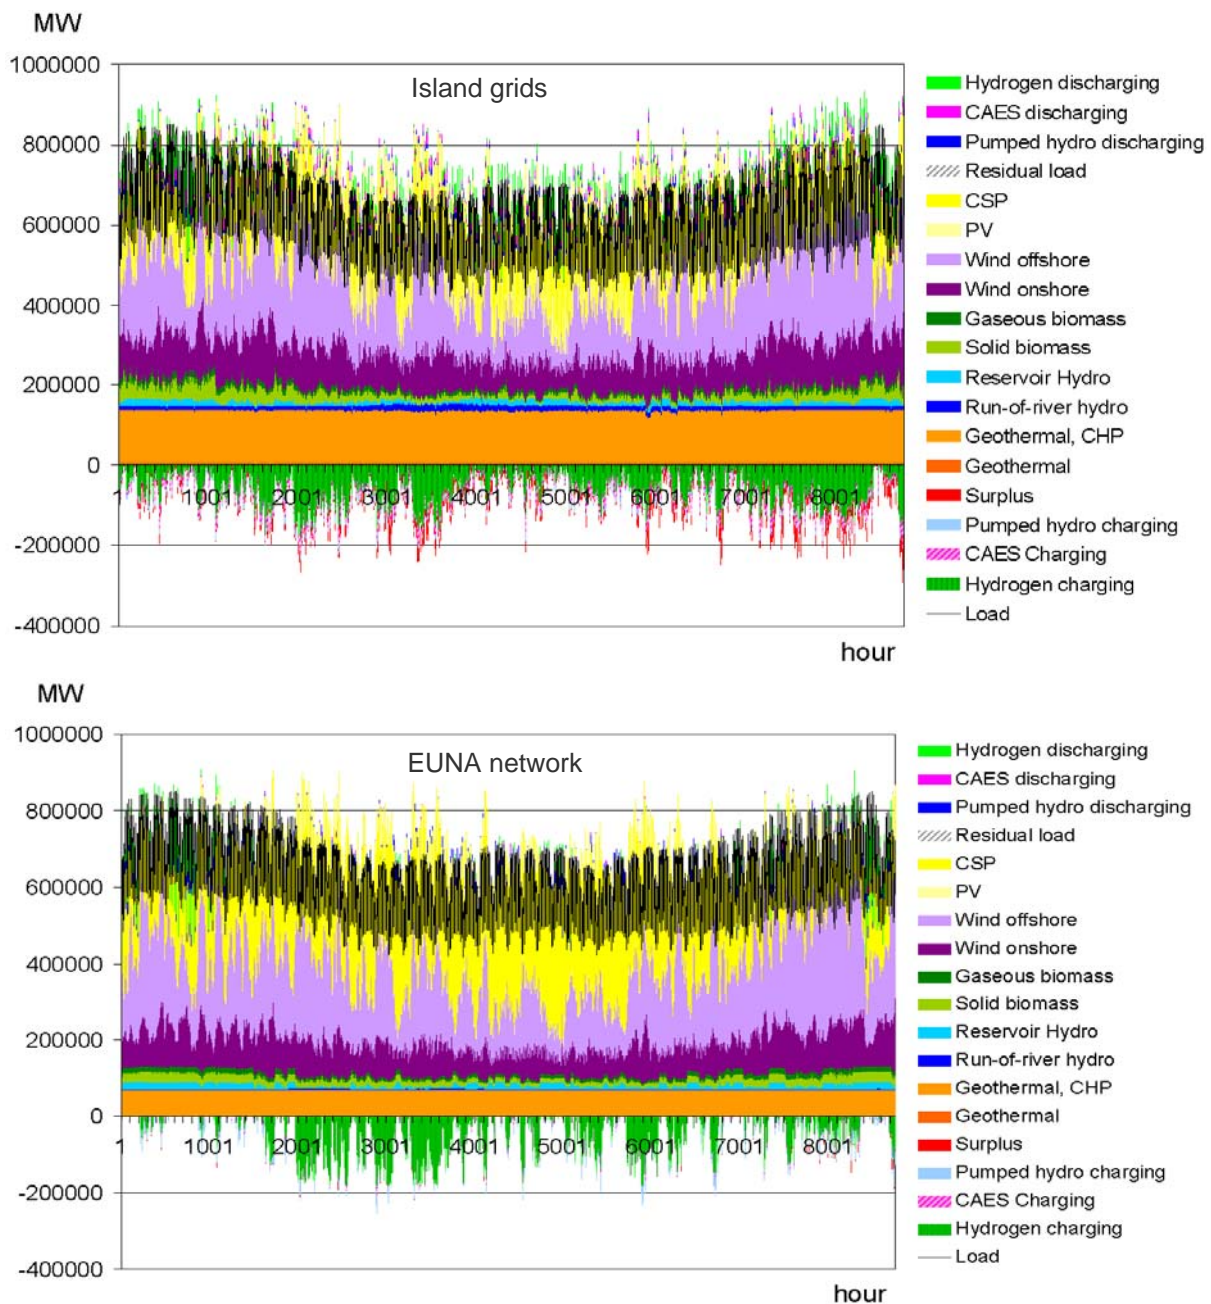 MW
Island grids
1000000
800000
600000
400000
200000
0
-200000
-400000
1 1001 2001 3001 4001 5001 6001 7001 8001
hour
Hydrogen discharging
CAES discharging
Pumped hydro discharging
Residual load
CSP
PV
Wind offshore
Wind onshore
Gaseous biomass
Solid biomass
Reservoir Hydro
Run-of-river hydro
Geothermal, CHP
Geothermal
Surplus
Pumped hydro charging
CAES Charging
Hydrogen charging
Load
MW
EUNA network
1000000
800000
600000
400000
200000
0
-200000
-400000
1 1001 2001 3001 4001 5001 6001 7001 8001
hour
Hydrogen discharging
CAES discharging
Pumped hydro discharging
Residual load
CSP
PV
Wind offshore
Wind onshore
Gaseous biomass
Solid biomass
Reservoir Hydro
Run-of-river hydro
Geothermal, CHP
Geothermal
Surplus
Pumped hydro charging
CAES Charging
Hydrogen charging
Load